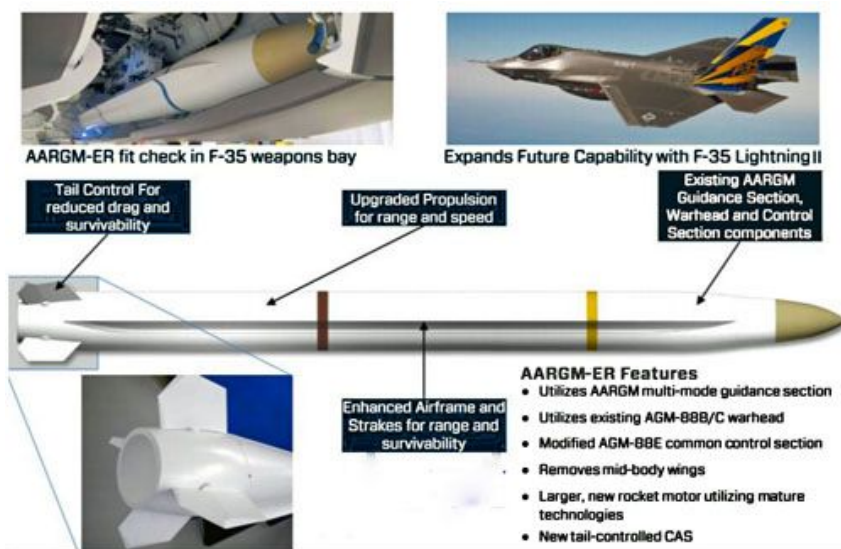 AARGM-ER fit check in F-35 weapons bay
Expands Future Capability with F-35 Lightning II
Tail Control For
reduced drag and
survivability
Upgraded Propulsion
for range and speed
Existing AARGM
Guidance Section,
Warhead and Control
Section components
Enhanced Airframe and
Strakes for range and
survivability
AARGM-ER Features
• Utilizes AARGM multi-mode guidance section
• Utilizes existing AGM-88B/C warhead
• Modified AGM-88E common control section
• Removes mid-body wings
• Larger, new rocket motor utilizing mature
technologies
• New tail-controlled CAS